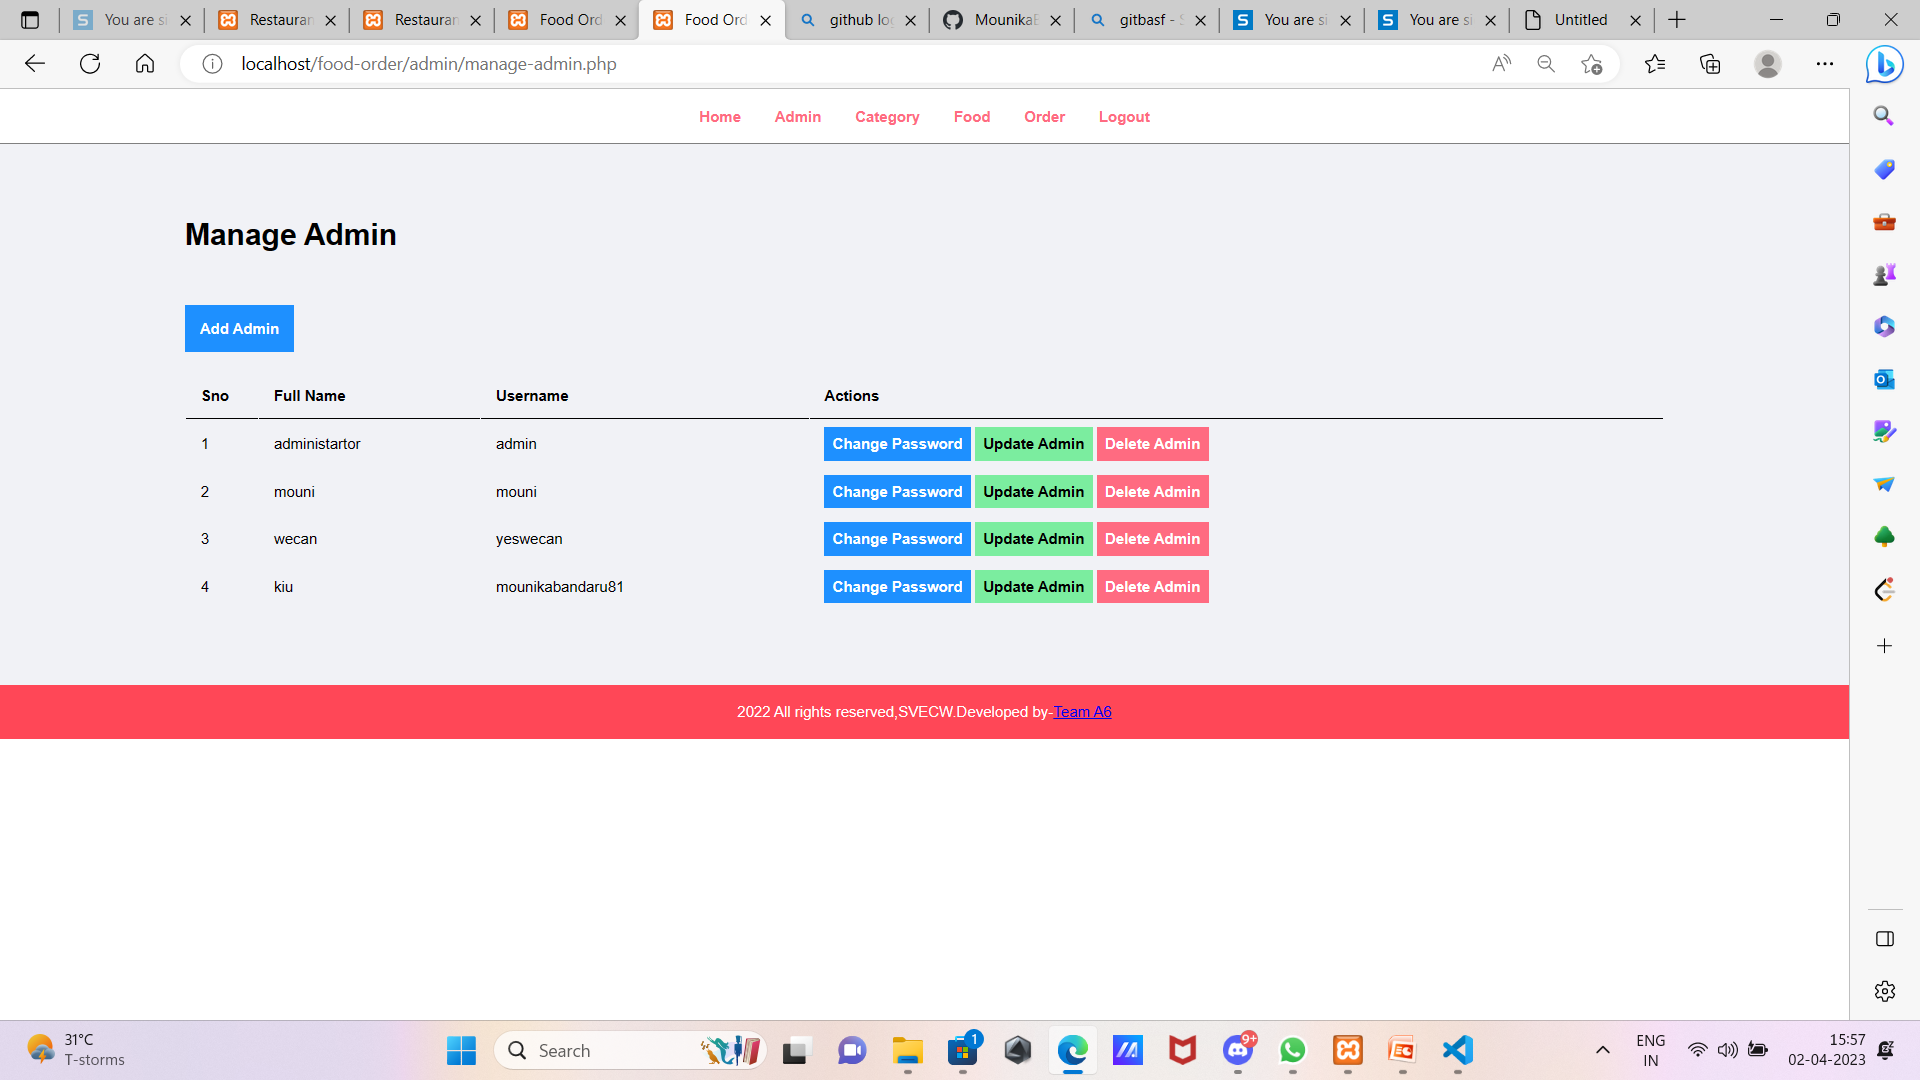 You are si Restauran Restauran Food Ord Food Ord github log MounikaB gitbasf - S You are si You are si Untitled
localhost/food-order/admin/manage-admin.php
Home Admin Category Food Order Logout
Manage Admin
Add Admin
Sno Full Name Username Actions
1 administartor admin Change Password Update Admin Delete Admin
2 mouni mouni Change Password Update Admin Delete Admin
3 wecan yeswecan Change Password Update Admin Delete Admin
4 kiu mounikabandaru81 Change Password Update Admin Delete Admin
2022 All rights reserved,SVECW.Developed by-Team A6
31°C
T-storms
Search
1
9+
ENG
IN
15:57
02-04-2023